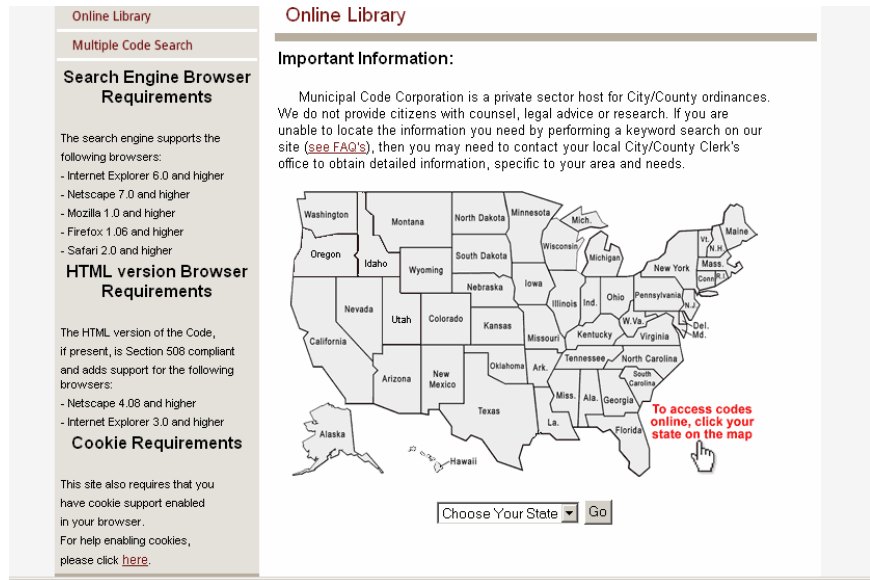 Online Library
Multiple Code Search
Search Engine Browser
Requirements
The search engine supports the
following browsers:
- Internet Explorer 6.0 and higher
- Netscape 7.0 and higher
- Mozilla 1.0 and higher
- Firefox 1.06 and higher
- Safari 2.0 and higher
HTML version Browser
Requirements
The HTML version of the Code,
if present, is Section 508 compliant
and adds support for the following
browsers:
- Netscape 4.08 and higher
- Internet Explorer 3.0 and higher
Cookie Requirements
This site also requires that you
have cookie support enabled
in your browser.
For help enabling cookies,
please click here.
Online Library
Important Information:
Municipal Code Corporation is a private sector host for City/County ordinances.
We do not provide citizens with counsel, legal advice or research. If you are
unable to locate the information you need by performing a keyword search on our
site (see FAQ's), then you may need to contact your local City/County Clerk's
office to obtain detailed information, specific to your area and needs.
Washington
Montana
North Dakota
Minnesota
Mich.
Maine
Vt.
N.H.
Oregon
Idaho
Wyoming
South Dakota
Wisconsin
Michigan
New York
Mass.
Conn
R.I.
Nebraska
Iowa
Nevada
Utah
Colorado
Illinois
Ind.
Ohio
Pennsylvania
N.J.
California
Kansas
Missouri
Kentucky
W.Va.
Virginia
Del.
Md.
Arizona
New
Mexico
Oklahoma
Ark.
Tennessee
North Carolina
South
Carolina
Texas
La.
Miss.
Ala.
Georgia
Florida
Alaska
Hawaii
To access codes
online, click your
state on the map
Choose Your State
Go